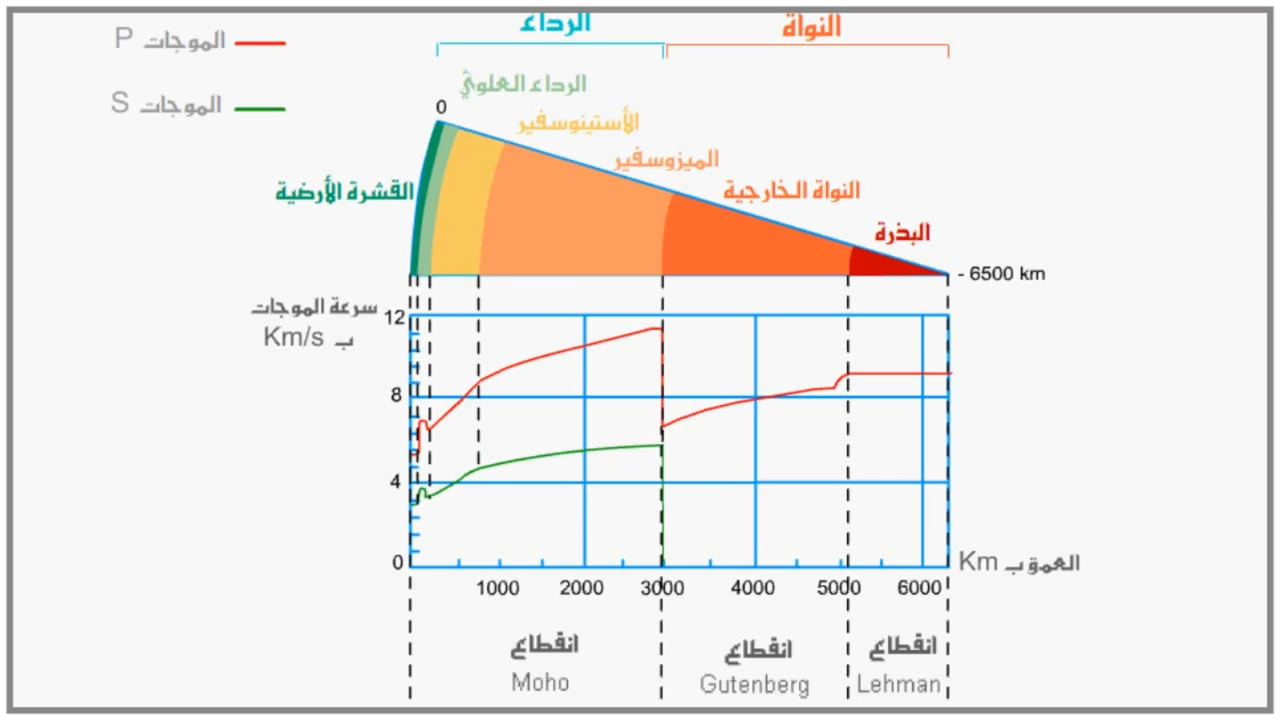 الرداء
النواة
الموجات P
الموجات S
الرداء العلوي
0
الأستينوسفير
الميزوسفير
القشرة الأرضية
النواة الخارجية
البذرة
- 6500 km
سرعة الموجات
ب Km/s
12
8
4
0
1000 2000 3000 4000 5000 6000
العمق ب Km
انقطاع
Moho
انقطاع
Gutenberg
انقطاع
Lehman